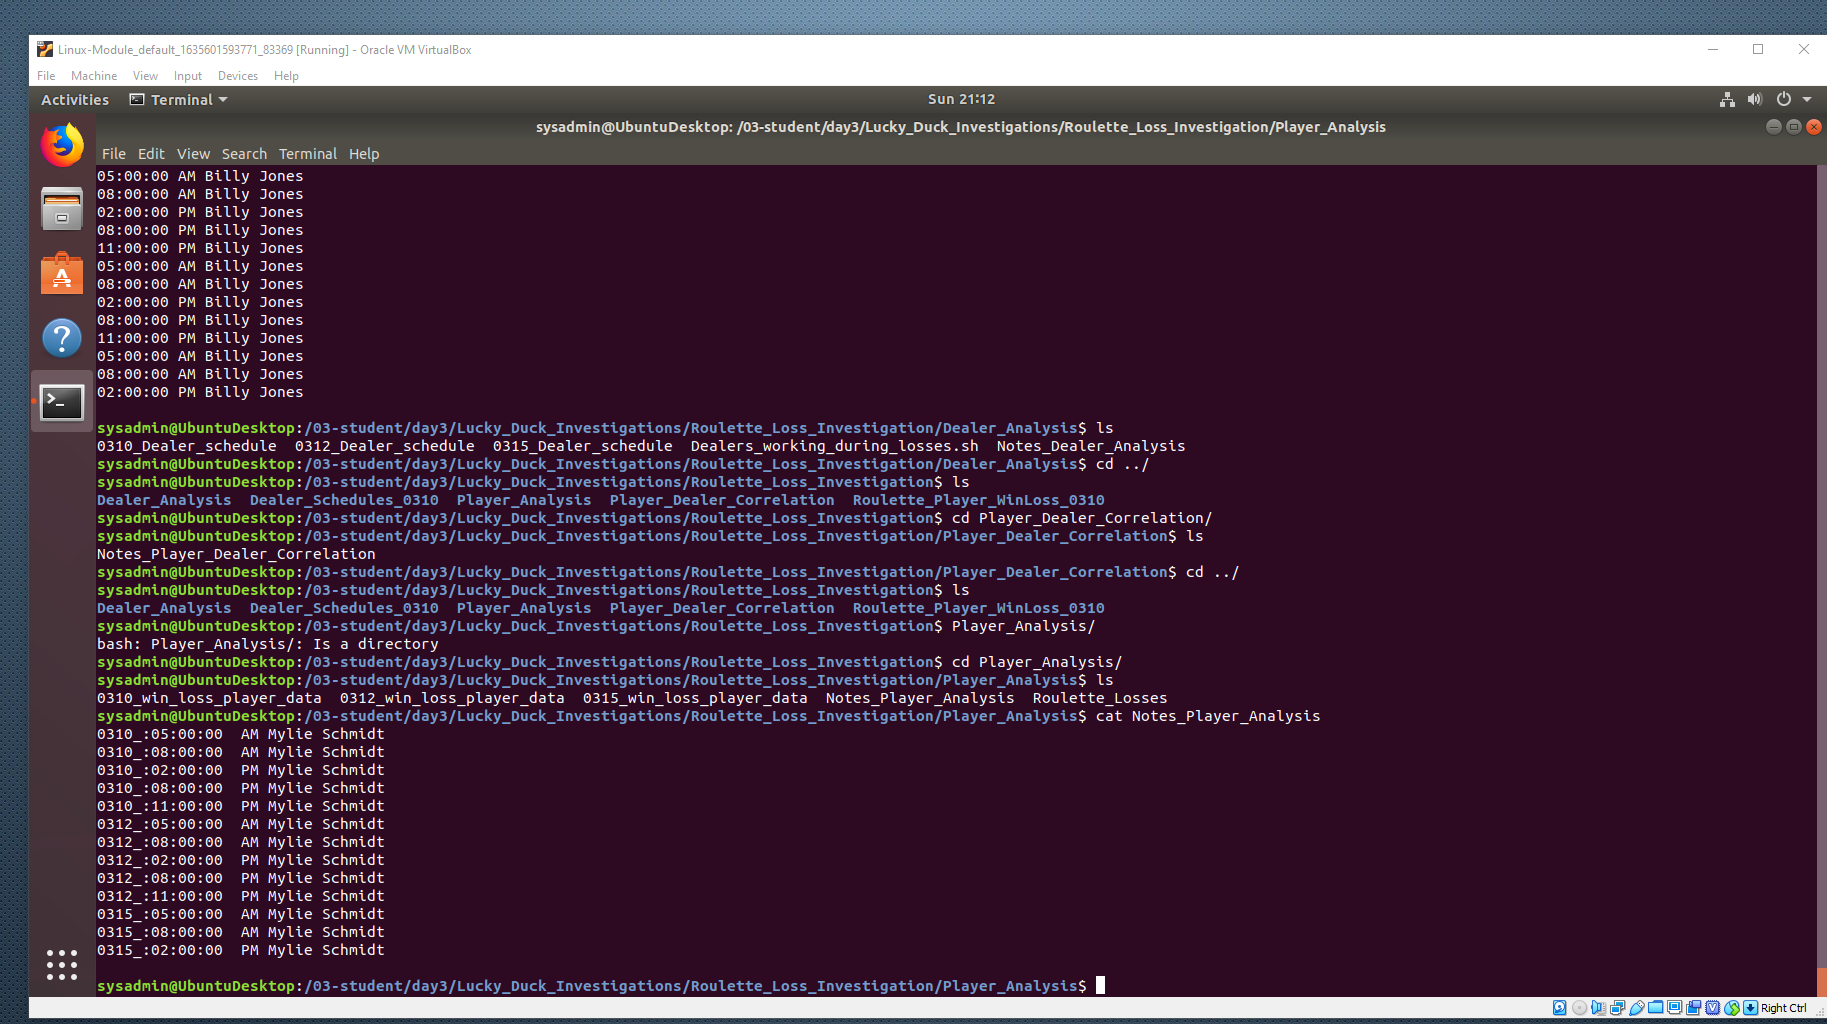 Linux-Module_default_1635601593771_83369 [Running] - Oracle VM VirtualBox
File Machine View Input Devices Help
Activities Terminal Sun 21:12
sysadmin@UbuntuDesktop: /03-student/day3/Lucky_Duck_Investigations/Roulette_Loss_Investigation/Player_Analysis
File Edit View Search Terminal Help
05:00:00 AM Billy Jones
08:00:00 AM Billy Jones
02:00:00 PM Billy Jones
08:00:00 PM Billy Jones
11:00:00 PM Billy Jones
05:00:00 AM Billy Jones
08:00:00 AM Billy Jones
02:00:00 PM Billy Jones
08:00:00 PM Billy Jones
11:00:00 PM Billy Jones
05:00:00 AM Billy Jones
08:00:00 AM Billy Jones
02:00:00 PM Billy Jones
sysadmin@UbuntuDesktop:/03-student/day3/Lucky_Duck_Investigations/Roulette_Loss_Investigation/Dealer_Analysis$ ls
0310_Dealer_schedule 0312_Dealer_schedule 0315_Dealer_schedule Dealers_working_during_losses.sh Notes_Dealer_Analysis
sysadmin@UbuntuDesktop:/03-student/day3/Lucky_Duck_Investigations/Roulette_Loss_Investigation/Dealer_Analysis$ cd ../
sysadmin@UbuntuDesktop:/03-student/day3/Lucky_Duck_Investigations/Roulette_Loss_Investigation$ ls
Dealer_Analysis Dealer_Schedules_0310 Player_Analysis Player_Dealer_Correlation Roulette_Player_WinLoss_0310
sysadmin@UbuntuDesktop:/03-student/day3/Lucky_Duck_Investigations/Roulette_Loss_Investigation$ cd Player_Dealer_Correlation/
sysadmin@UbuntuDesktop:/03-student/day3/Lucky_Duck_Investigations/Roulette_Loss_Investigation/Player_Dealer_Correlation$ ls
Notes_Player_Dealer_Correlation
sysadmin@UbuntuDesktop:/03-student/day3/Lucky_Duck_Investigations/Roulette_Loss_Investigation/Player_Dealer_Correlation$ cd ../
sysadmin@UbuntuDesktop:/03-student/day3/Lucky_Duck_Investigations/Roulette_Loss_Investigation$ ls
Dealer_Analysis Dealer_Schedules_0310 Player_Analysis Player_Dealer_Correlation Roulette_Player_WinLoss_0310
sysadmin@UbuntuDesktop:/03-student/day3/Lucky_Duck_Investigations/Roulette_Loss_Investigation$ Player_Analysis/
bash: Player_Analysis/: Is a directory
sysadmin@UbuntuDesktop:/03-student/day3/Lucky_Duck_Investigations/Roulette_Loss_Investigation$ cd Player_Analysis/
sysadmin@UbuntuDesktop:/03-student/day3/Lucky_Duck_Investigations/Roulette_Loss_Investigation/Player_Analysis$ ls
0310_win_loss_player_data 0312_win_loss_player_data 0315_win_loss_player_data Notes_Player_Analysis Roulette_Losses
sysadmin@UbuntuDesktop:/03-student/day3/Lucky_Duck_Investigations/Roulette_Loss_Investigation/Player_Analysis$ cat Notes_Player_Analysis
0310_:05:00:00 AM Mylie Schmidt
0310_:08:00:00 AM Mylie Schmidt
0310_:02:00:00 PM Mylie Schmidt
0310_:08:00:00 PM Mylie Schmidt
0310_:11:00:00 PM Mylie Schmidt
0312_:05:00:00 AM Mylie Schmidt
0312_:08:00:00 AM Mylie Schmidt
0312_:02:00:00 PM Mylie Schmidt
0312_:08:00:00 PM Mylie Schmidt
0312_:11:00:00 PM Mylie Schmidt
0315_:05:00:00 AM Mylie Schmidt
0315_:08:00:00 AM Mylie Schmidt
0315_:02:00:00 PM Mylie Schmidt
sysadmin@UbuntuDesktop:/03-student/day3/Lucky_Duck_Investigations/Roulette_Loss_Investigation/Player_Analysis$
Right Ctrl